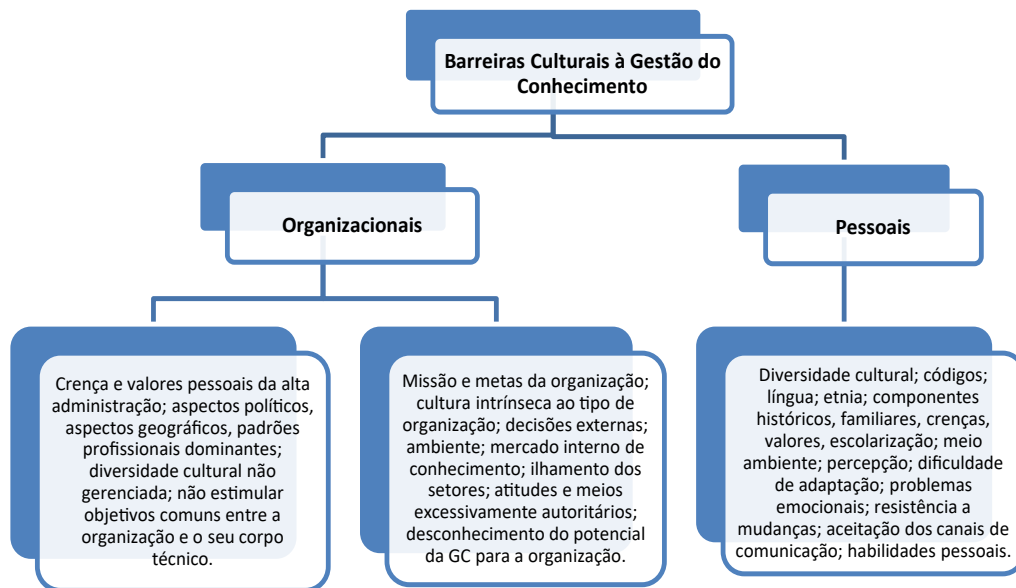 Barreiras Culturais à Gestão do
Conhecimento
Organizacionais
Pessoais
Crença e valores pessoais da alta
administração; aspectos políticos,
aspectos geográficos, padrões
profissionais dominantes;
diversidade cultural não
gerenciada; não estimular
objetivos comuns entre a
organização e o seu corpo
técnico.
Missão e metas da organização;
cultura intrínseca ao tipo de
organização; decisões externas;
ambiente; mercado interno de
conhecimento; ilhamento dos
setores; atitudes e meios
excessivamente autoritários;
desconhecimento do potencial
da GC para a organização.
Diversidade cultural; códigos;
língua; etnia; componentes
históricos, familiares, crenças,
valores, escolarização; meio
ambiente; percepção; dificuldade
de adaptação; problemas
emocionais; resistência a
mudanças; aceitação dos canais de
comunicação; habilidades pessoais.